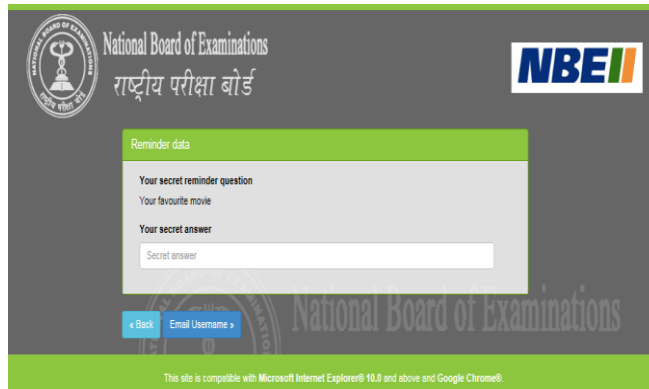 National Board of Examinations
राष्ट्रीय परीक्षा बोर्ड
NBE
Reminder data
Your secret reminder question
Your favourite movie
Your secret answer
Secret answer
National Board of Examinations
« Back
Email Username »
This site is compatible with Microsoft Internet Explorer® 10.0 and above and Google Chrome®.